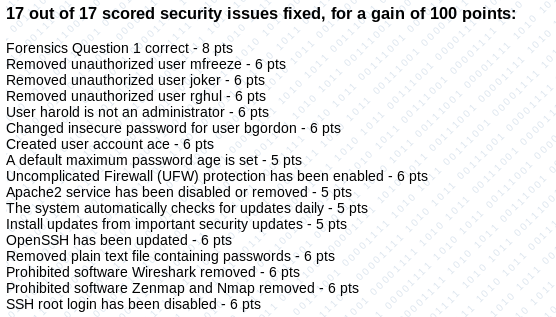 17 out of 17 scored security issues fixed, for a gain of 100 points:
Forensics Question 1 correct - 8 pts
Removed unauthorized user mfreeze - 6 pts
Removed unauthorized user joker - 6 pts
Removed unauthorized user rghul - 6 pts
User harold is not an administrator - 6 pts
Changed insecure password for user bgordon - 6 pts
Created user account ace - 6 pts
A default maximum password age is set - 5 pts
Uncomplicated Firewall (UFW) protection has been enabled - 6 pts
Apache2 service has been disabled or removed - 5 pts
The system automatically checks for updates daily - 5 pts
Install updates from important security updates - 5 pts
OpenSSH has been updated - 6 pts
Removed plain text file containing passwords - 6 pts
Prohibited software Wireshark removed - 6 pts
Prohibited software Zenmap and Nmap removed - 6 pts
SSH root login has been disabled - 6 pts